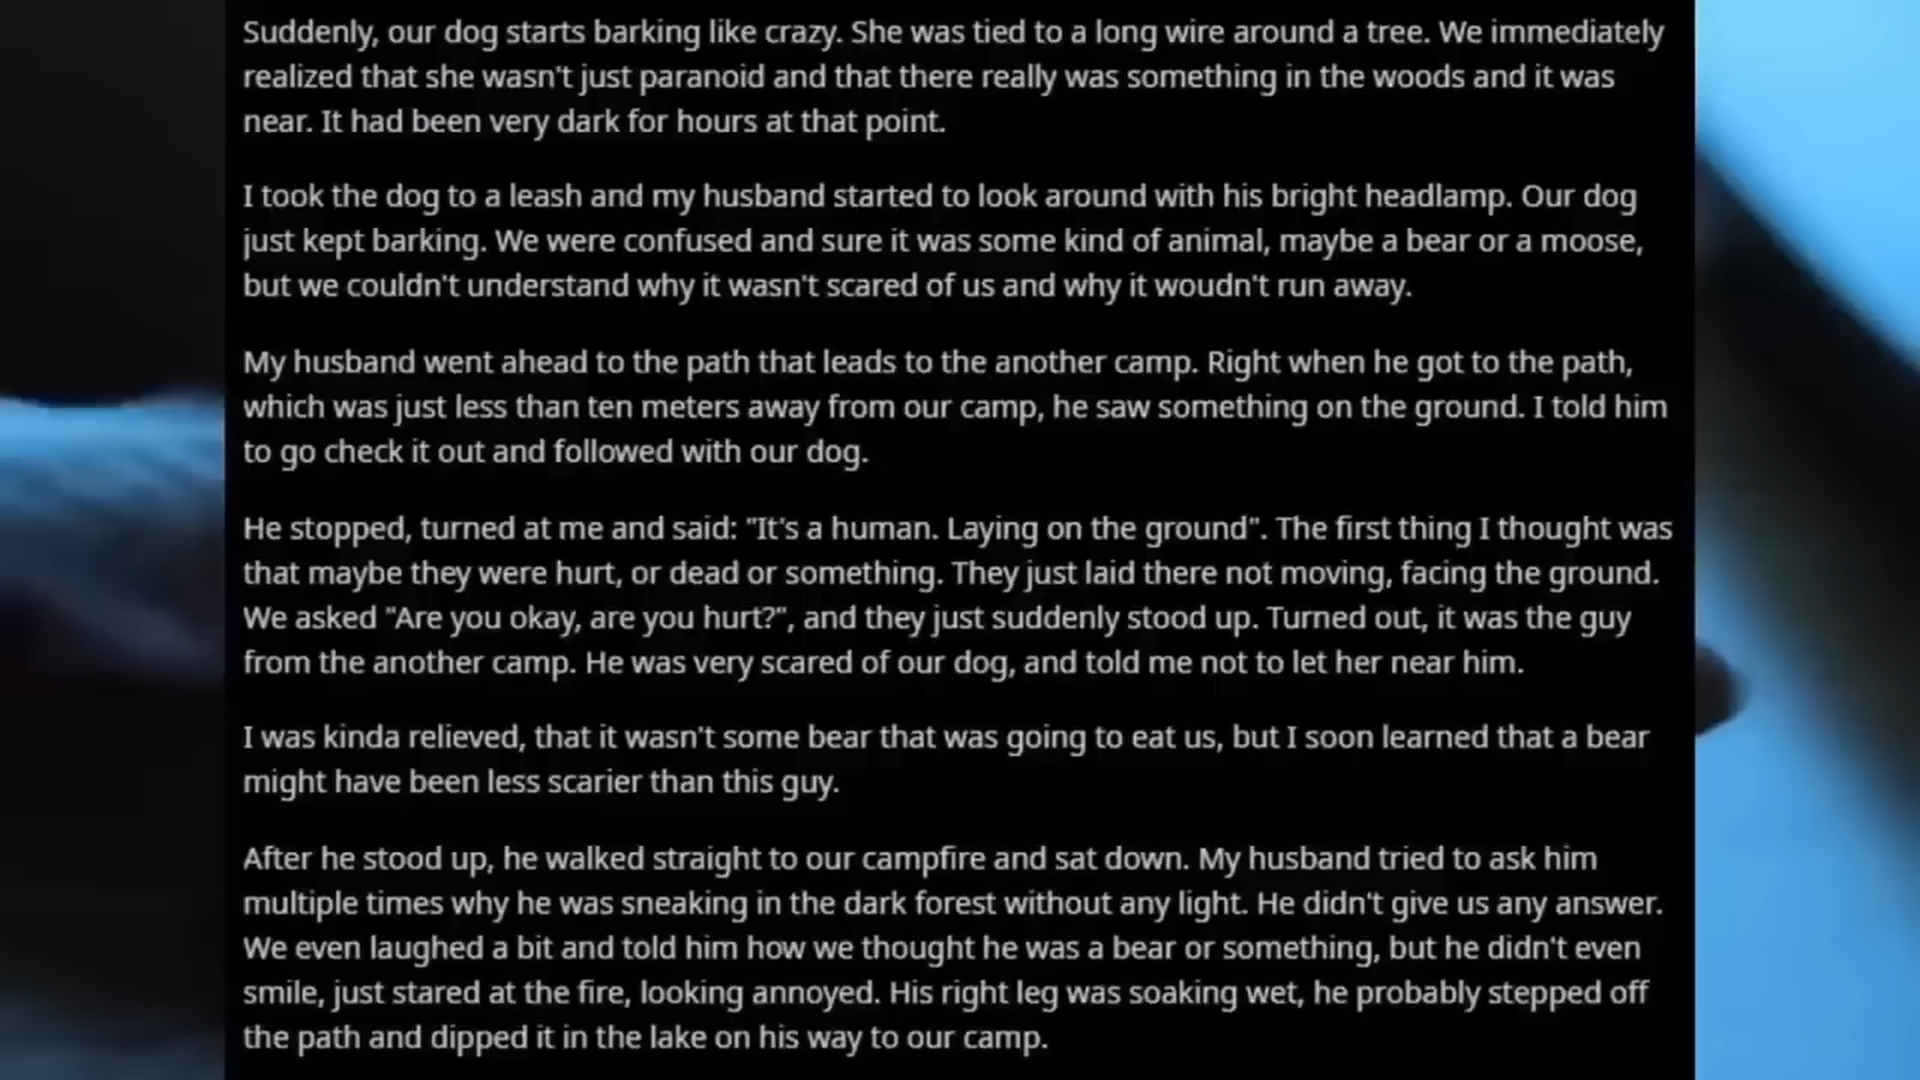 Suddenly, our dog starts barking like crazy. She was tied to a long wire around a tree. We immediately
realized that she wasn't just paranoid and that there really was something in the woods and it was
near. It had been very dark for hours at that point.
I took the dog to a leash and my husband started to look around with his bright headlamp. Our dog
just kept barking. We were confused and sure it was some kind of animal, maybe a bear or a moose,
but we couldn't understand why it wasn't scared of us and why it woudn't run away.
My husband went ahead to the path that leads to the another camp. Right when he got to the path,
which was just less than ten meters away from our camp, he saw something on the ground. I told him
to go check it out and followed with our dog.
He stopped, turned at me and said: "It's a human. Laying on the ground". The first thing I thought was
that maybe they were hurt, or dead or something. They just laid there not moving, facing the ground.
We asked "Are you okay, are you hurt?", and they just suddenly stood up. Turned out, it was the guy
from the another camp. He was very scared of our dog, and told me not to let her near him.
I was kinda relieved, that it wasn't some bear that was going to eat us, but I soon learned that a bear
might have been less scarier than this guy.
After he stood up, he walked straight to our campfire and sat down. My husband tried to ask him
multiple times why he was sneaking in the dark forest without any light. He didn't give us any answer.
We even laughed a bit and told him how we thought he was a bear or something, but he didn't even
smile, just stared at the fire, looking annoyed. His right leg was soaking wet, he probably stepped off
the path and dipped it in the lake on his way to our camp.